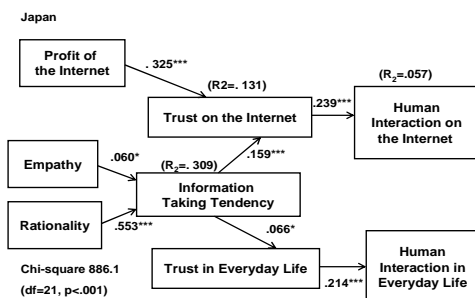 Japan
Profit of
the Internet
. 325***
(R2=. 131)
(R₂=.057)
Trust on the Internet
.239***
Human
Interaction on
the Internet
Empathy
.060*
(R₂=. 309)
.159***
Information
Taking Tendency
Rationality
.553***
.066*
Chi-square 886.1
(df=21, p<.001)
Trust in Everyday Life
.214***
Human
Interaction in
Everyday Life